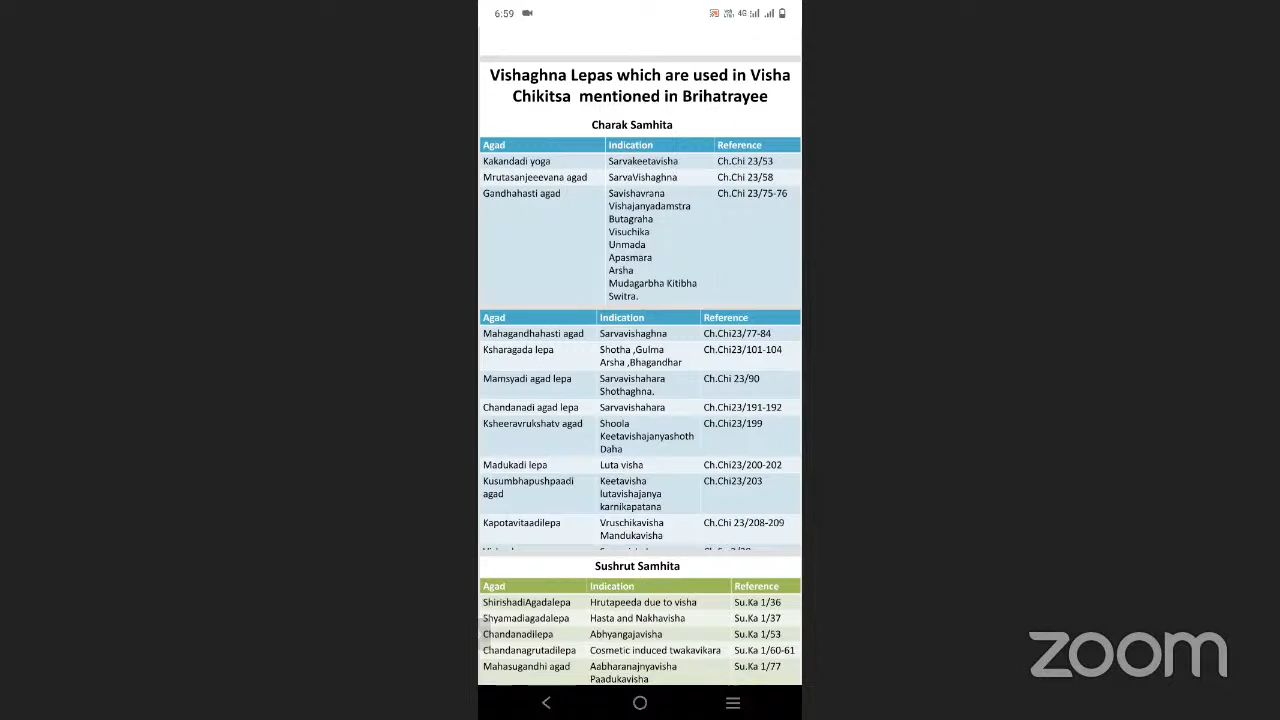 6:59
4G
Vishaghna Lepas which are used in Visha
Chikitsa mentioned in Brihatrayee
Charak Samhita
Agad Indication Reference
Kakandadi yoga Sarvakeetavisha Ch.Chi 23/53
Mrutasanjeeevana agad SarvaVishaghna Ch.Chi 23/58
Gandhahasti agad Savishavrana Ch.Chi 23/75-76
Vishajanyadamstra
Butagraha
Visuchika
Unmada
Apasmara
Arsha
Mudagarbha Kitibha
Switra.
Agad Indication Reference
Mahagandhahasti agad Sarvavishaghna Ch.Chi23/77-84
Ksharagada lepa Shotha ,Gulma Ch.Chi23/101-104
Arsha ,Bhagandhar
Mamsyadi agad lepa Sarvavishahara Ch.Chi 23/90
Shothaghna.
Chandanadi agad lepa Sarvavishahara Ch.Chi23/191-192
Ksheeravrukshatv agad Shoola Ch.Chi23/199
Keetavishajanyashoth
Daha
Madukadi lepa Luta visha Ch.Chi23/200-202
Kusumbhapushpaadi Keetavisha Ch.Chi23/203
agad lutavishajanya
karnikapatana
Kapotavitaadilepa Vruschikavisha Ch.Chi 23/208-209
Mandukavisha
Sushrut Samhita
Agad Indication Reference
ShirishadiAgadalepa Hrutapeeda due to visha Su.Ka 1/36
Shyamadiagadalepa Hasta and Nakhavisha Su.Ka 1/37
Chandanadilepa Abhyangajavisha Su.Ka 1/53
Chandanagrutadilepa Cosmetic induced twakavikara Su.Ka 1/60-61
Mahasugandhi agad Aabharanajnyavisha Su.Ka 1/77
Paadukavisha
zoom